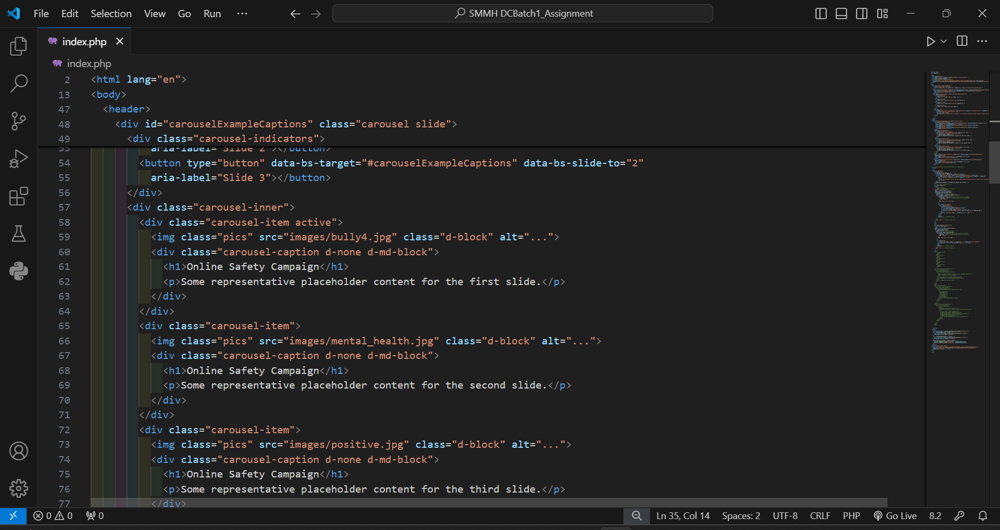 File Edit Selection View Go Run ··· SMMH DCBatch1_Assignment
index.php
index.php
2 <html lang="en">
13 <body>
47 <header>
48 <div id="carouselExampleCaptions" class="carousel slide">
49 <div class="carousel-indicators">
53 aria-label="Slide 2"></button>
54 <button type="button" data-bs-target="#carouselExampleCaptions" data-bs-slide-to="2"
55 aria-label="Slide 3"></button>
56 </div>
57 <div class="carousel-inner">
58 <div class="carousel-item active">
59 <img class="pics" src="images/bully4.jpg" class="d-block" alt="...">
60 <div class="carousel-caption d-none d-md-block">
61 <h1>Online Safety Campaign</h1>
62 <p>Some representative placeholder content for the first slide.</p>
63 </div>
64 </div>
65 <div class="carousel-item">
66 <img class="pics" src="images/mental_health.jpg" class="d-block" alt="...">
67 <div class="carousel-caption d-none d-md-block">
68 <h1>Online Safety Campaign</h1>
69 <p>Some representative placeholder content for the second slide.</p>
70 </div>
71 </div>
72 <div class="carousel-item">
73 <img class="pics" src="images/positive.jpg" class="d-block" alt="...">
74 <div class="carousel-caption d-none d-md-block">
75 <h1>Online Safety Campaign</h1>
76 <p>Some representative placeholder content for the third slide.</p>
77 </div>
0 0 0 Ln 35, Col 14 Spaces: 2 UTF-8 CRLF PHP Go Live 8.2